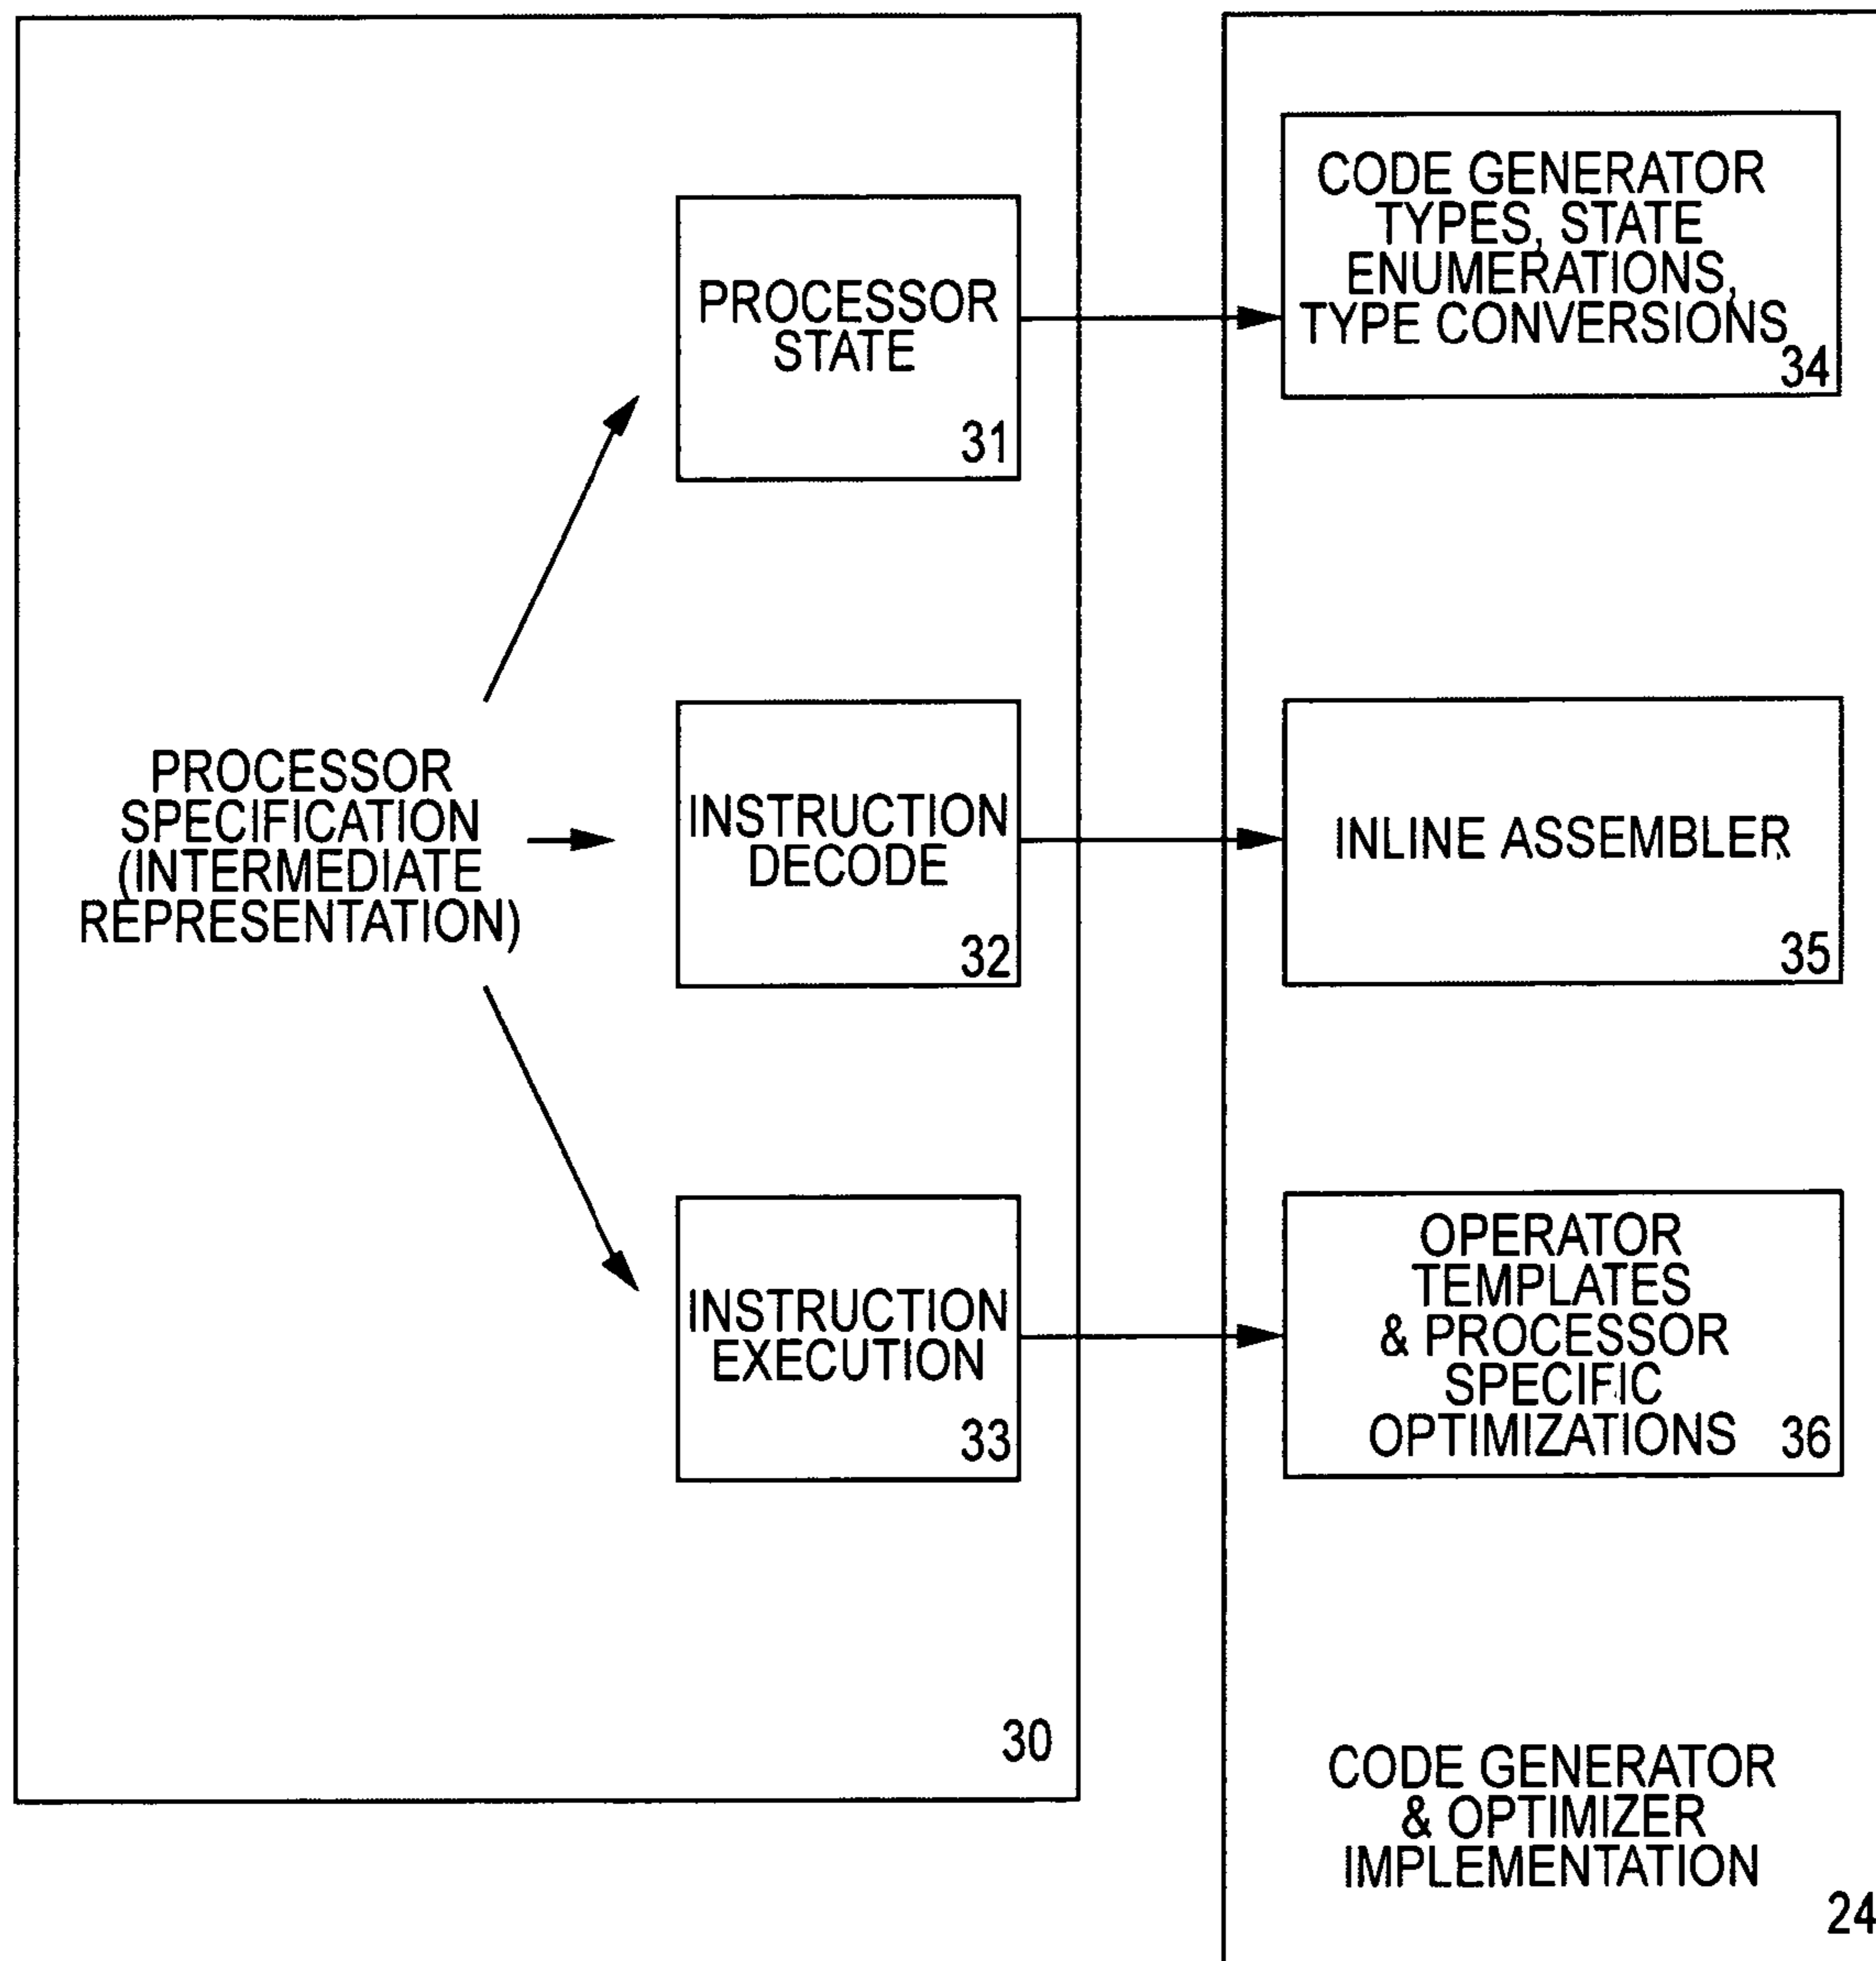 PROCESSOR
SPECIFICATION
(INTERMEDIATE
REPRESENTATION)
PROCESSOR
STATE
31
INSTRUCTION
DECODE
32
INSTRUCTION
EXECUTION
33
30
CODE GENERATOR
TYPES, STATE
ENUMERATIONS,
TYPE CONVERSIONS
34
INLINE ASSEMBLER
35
OPERATOR
TEMPLATES
& PROCESSOR
SPECIFIC
OPTIMIZATIONS 36
CODE GENERATOR
& OPTIMIZER
IMPLEMENTATION
24